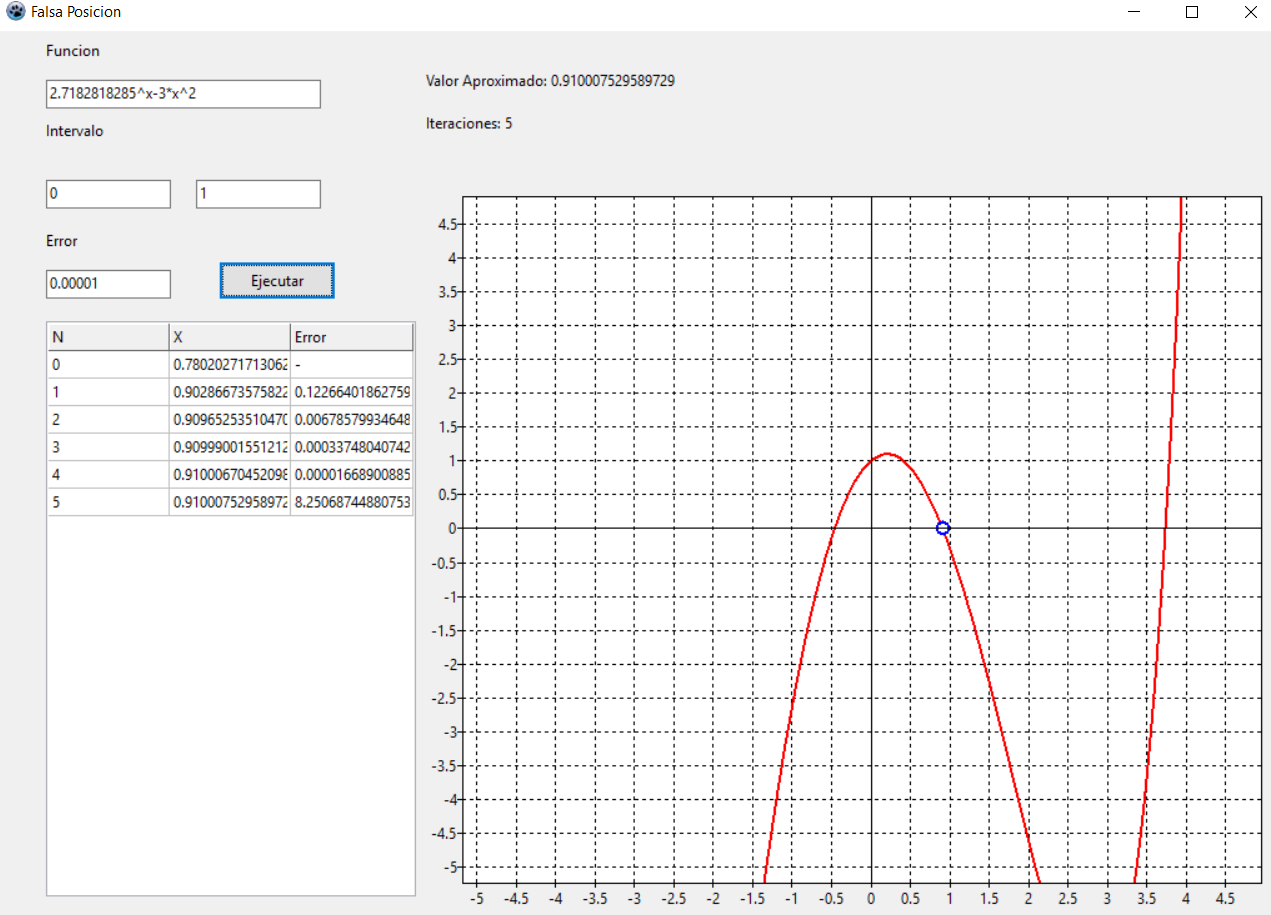 Falsa Posicion
Funcion
2.7182818285^x-3*x^2
Intervalo
0 1
Error
0.00001 Ejecutar
Valor Aproximado: 0.910007529589729
Iteraciones: 5
N X Error
0 0.78020271713062 -
1 0.90286673575822 0.12266401862759
2 0.90965253510470 0.00678579934648
3 0.90999001551212 0.00033748040742
4 0.91000670452098 0.00001668900885
5 0.91000752958972 8.25068744880753
4.5
4
3.5
3
2.5
2
1.5
1
0.5
0
-0.5
-1
-1.5
-2
-2.5
-3
-3.5
-4
-4.5
-5
-5 -4.5 -4 -3.5 -3 -2.5 -2 -1.5 -1 -0.5 0 0.5 1 1.5 2 2.5 3 3.5 4 4.5